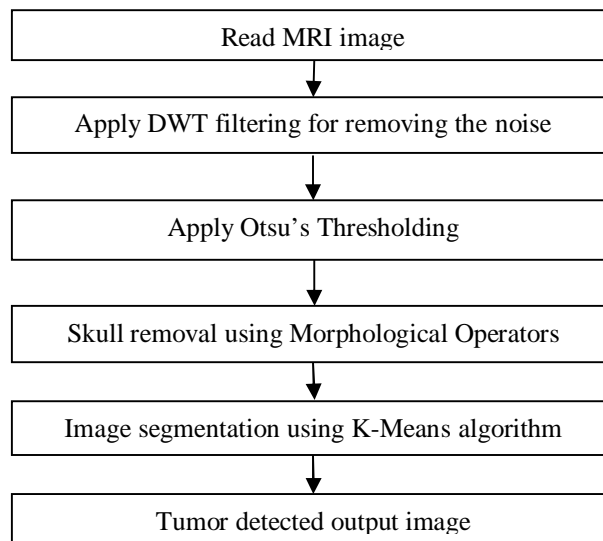 Read MRI image
Apply DWT filtering for removing the noise
Apply Otsu’s Thresholding
Skull removal using Morphological Operators
Image segmentation using K-Means algorithm
Tumor detected output image